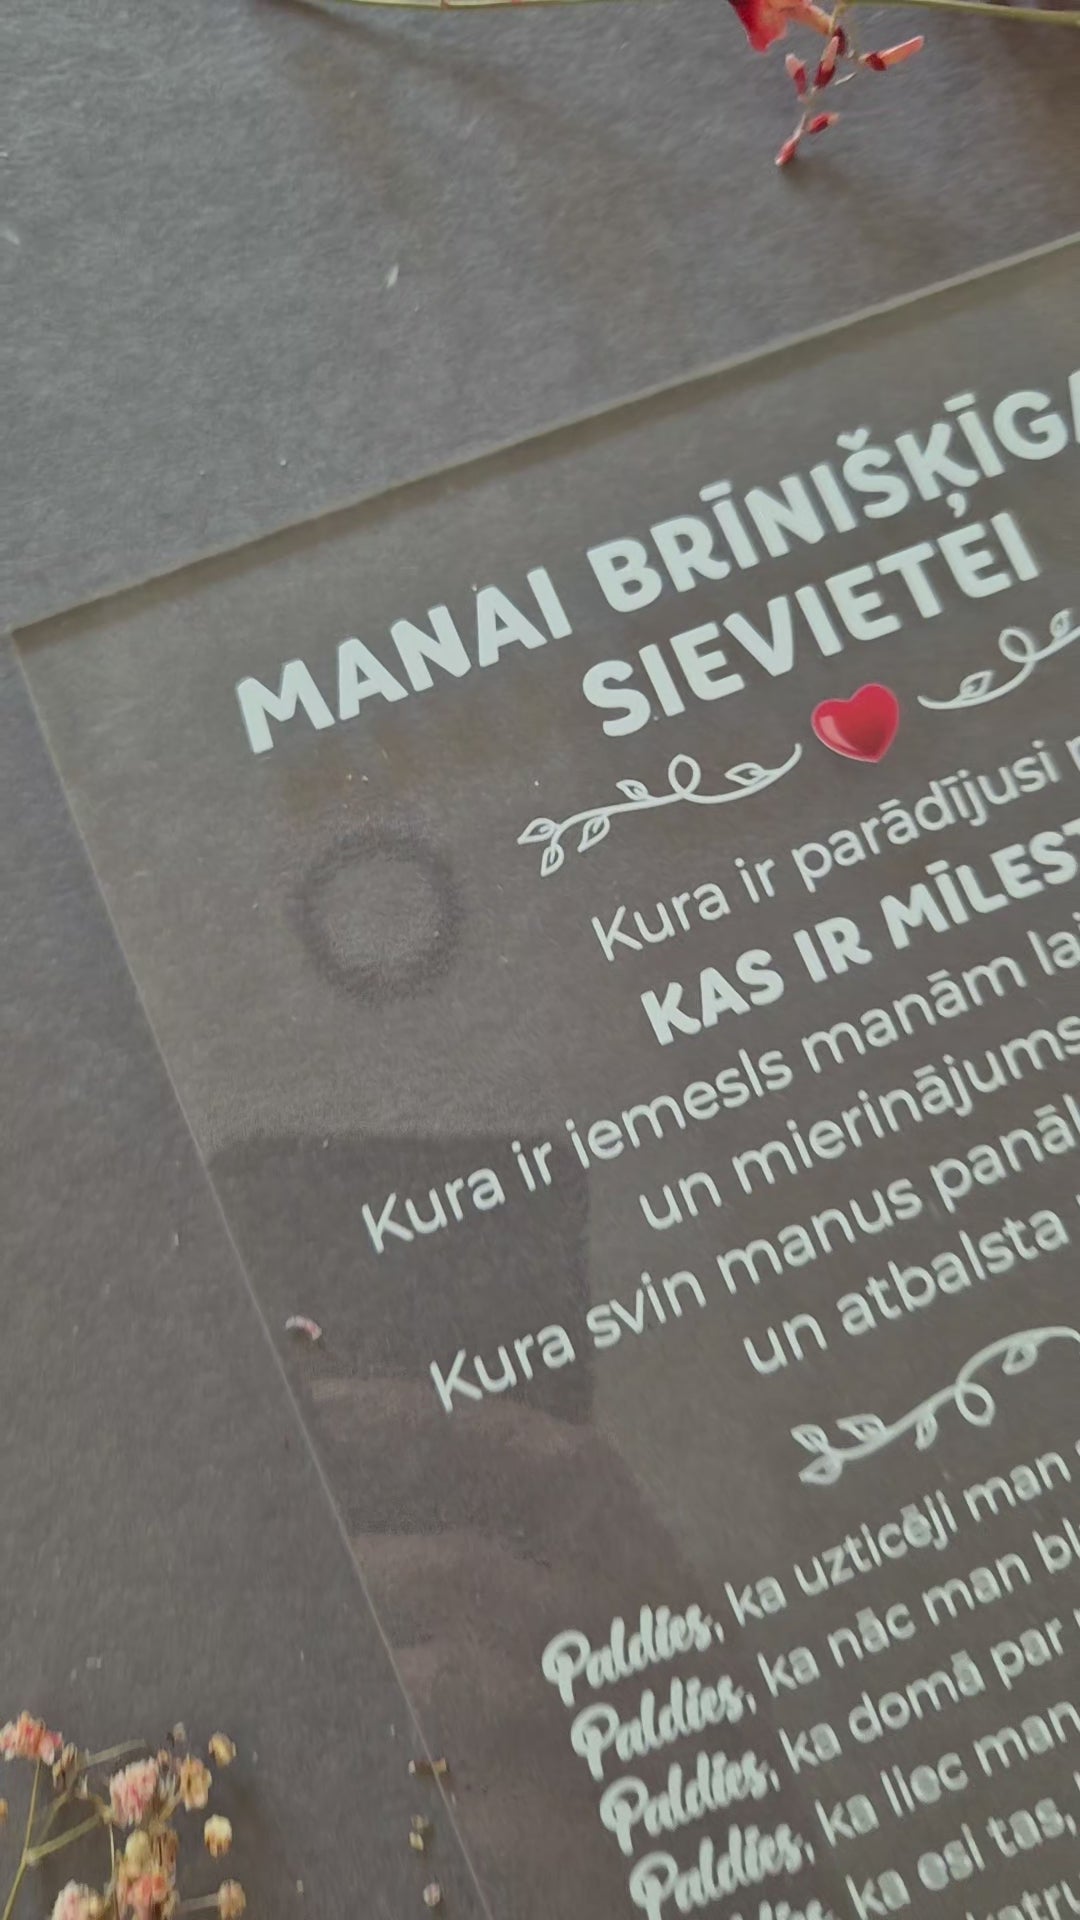 MANAI BRĪNIŠĶĪGA
SIEVIETEI
Kura ir parādījusi
KAS IR MĪLEST
Kura ir iemesls manām
un mierinājums
Kura svin manus
un atbalsta
Paldies, ka uzticēji man
Paldies, ka nāc man
Paldies, ka domā par
Paldies, ka liec man
ka esi tas,